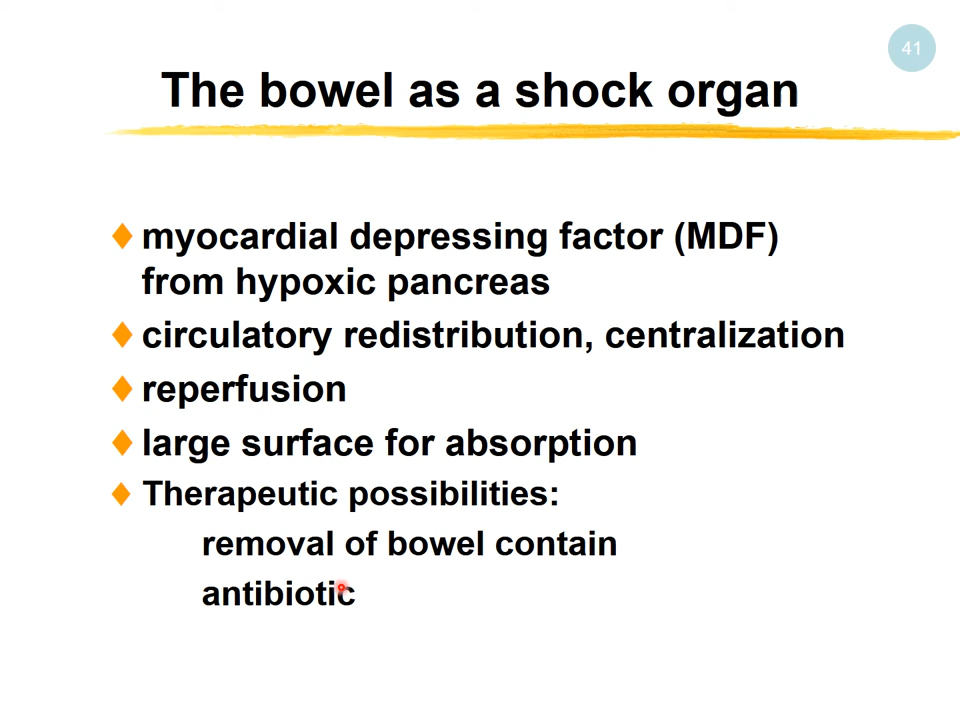 41
The bowel as a shock organ
myocardial depressing factor (MDF)
from hypoxic pancreas
circulatory redistribution, centralization
reperfusion
large surface for absorption
Therapeutic possibilities:
removal of bowel contain
antibiotic